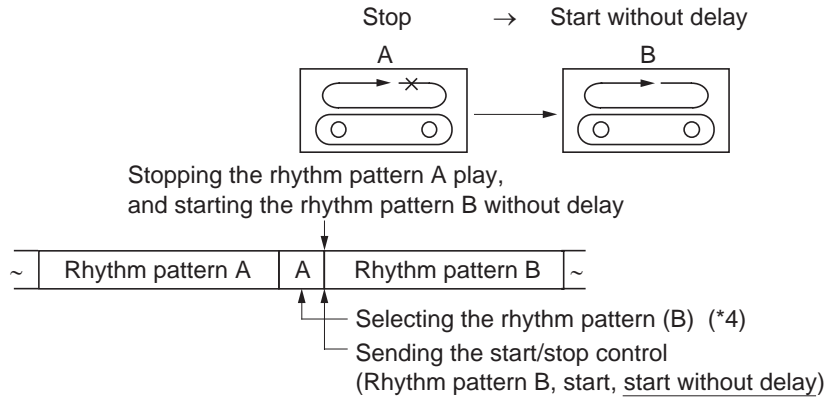 Stop → Start without delay
A B
Stopping the rhythm pattern A play,
and starting the rhythm pattern B without delay
~ Rhythm pattern A A Rhythm pattern B ~
Selecting the rhythm pattern (B) (*4)
Sending the start/stop control
(Rhythm pattern B, start, start without delay)